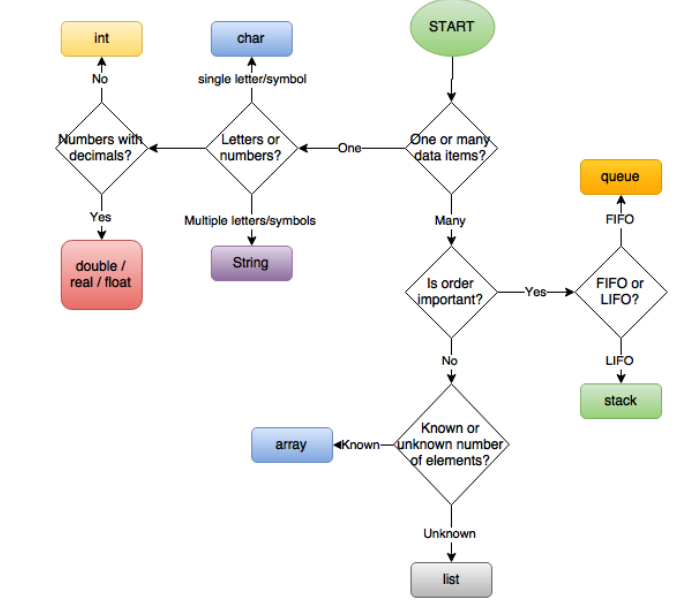 int
char
START
No
single letter/symbol
Numbers with
decimals?
Letters or
numbers?
One
One or many
data items?
queue
Yes
Multiple letters/symbols
Many
FIFO
double /
real / float
String
Is order
important?
Yes
FIFO or
LIFO?
No
LIFO
stack
array
Known
Known or
unknown number
of elements?
Unknown
list